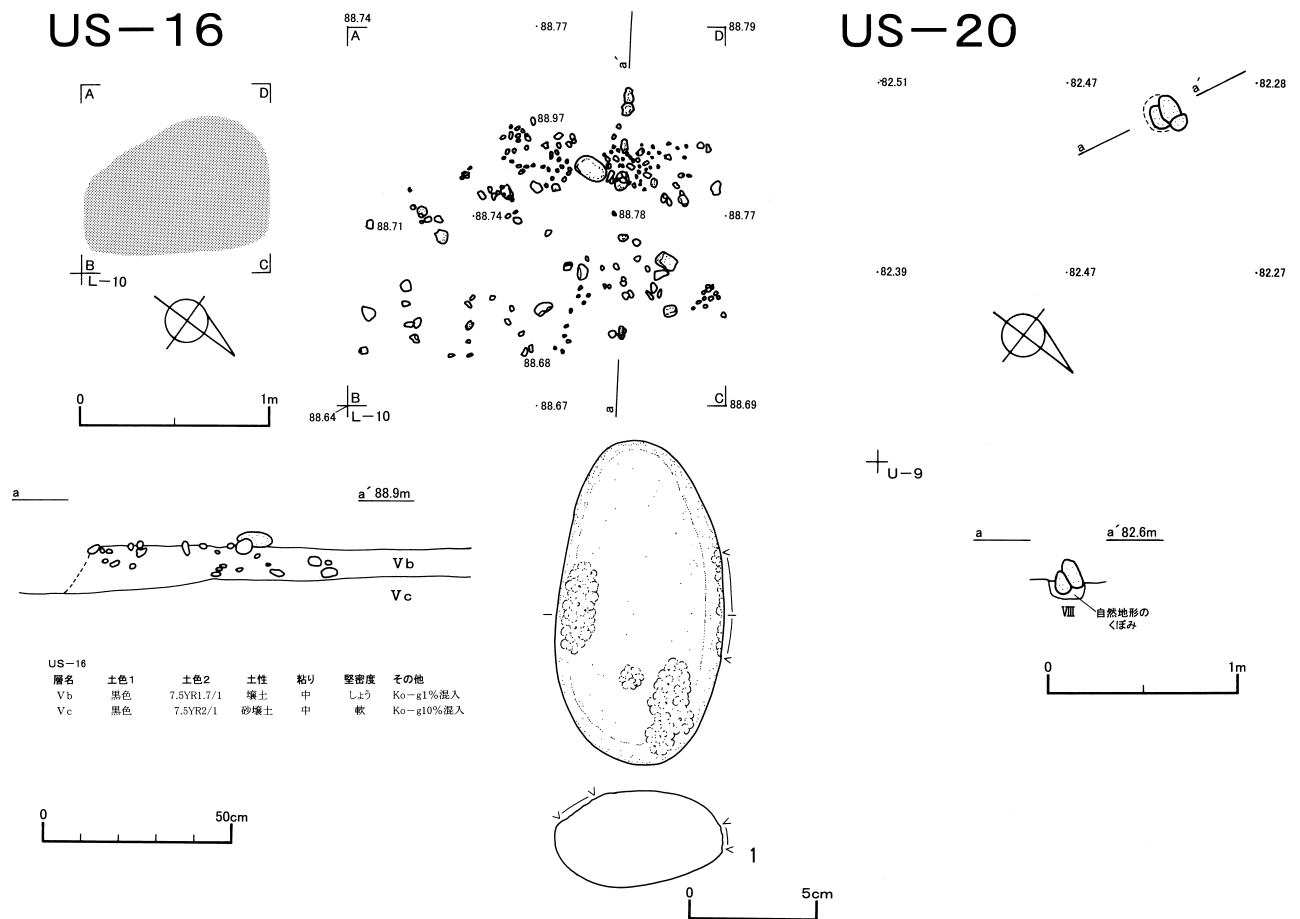 US-16
A
D
B
L-10
C
0 1m
88.74
A
88.77
D 88.79
a´
88.97
88.71
88.74
88.78
88.77
88.68
88.64
B
L-10
88.67
a
C 88.69
US-20
82.51
82.47
a´
82.28
a
82.39
82.47
82.27
U-9
a
a´ 88.9m
Ⅴb
Ⅴc
US-16
層名 土色1 土色2 土性 粘り 堅密度 その他
Ⅴb 黒色 7.5YR1.7/1 壌土 中 しょう Ko-g1%混入
Ⅴc 黒色 7.5YR2/1 砂壌土 中 軟 Ko-g10%混入
0 50cm
1
0 5cm
a
a´ 82.6m
Ⅷ
自然地形の
くぼみ
0 1m